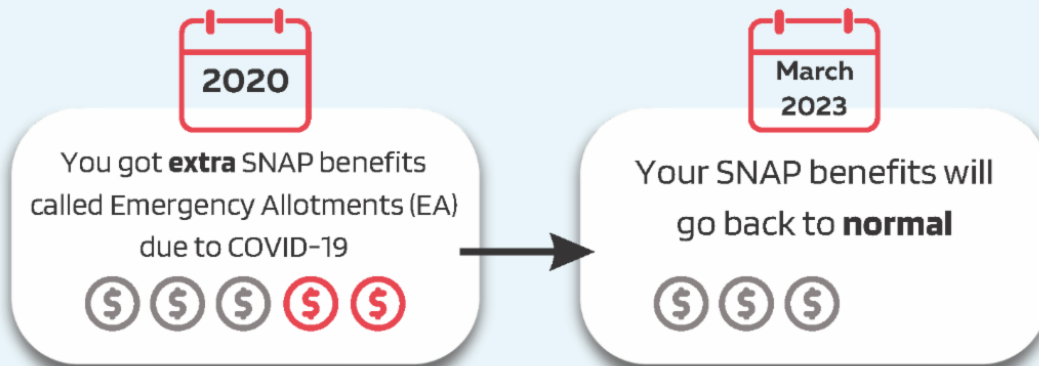 2020
You got extra SNAP benefits
called Emergency Allotments (EA)
due to COVID-19
$ $ $ $ $
March
2023
Your SNAP benefits will
go back to normal
$ $ $